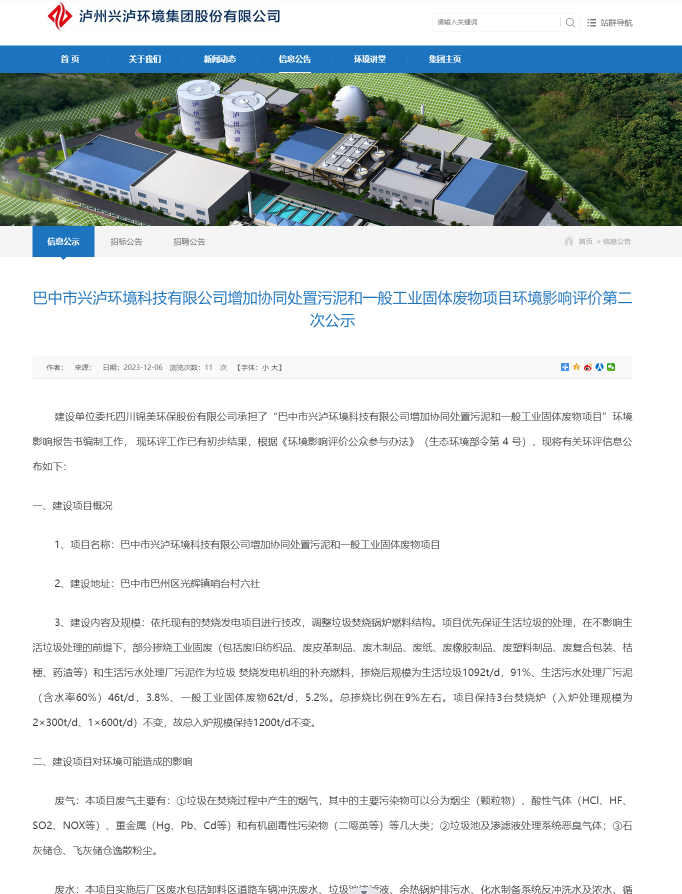 泸州兴泸环境集团股份有限公司
请输入关键词
站群导航
首 页 关于我们 新闻动态 信息公告 环境讲堂 集团主页
信息公示 招标公告 招聘公告
首页 > 信息公告
巴中市兴泸环境科技有限公司增加协同处置污泥和一般工业固体废物项目环境影响评价第二
次公示
作者： 来源： 日期：2023-12-06 浏览次数：11 次 【字体：小 大】
建设单位委托四川锦美环保股份有限公司承担了“巴中市兴泸环境科技有限公司增加协同处置污泥和一般工业固体废物项目”环境
影响报告书编制工作， 现环评工作已有初步结果，根据《环境影响评价公众参与办法》（生态环境部令第 4 号），现将有关环评信息公
布如下：
一、建设项目概况
1、项目名称：巴中市兴泸环境科技有限公司增加协同处置污泥和一般工业固体废物项目
2、建设地址：巴中市巴州区光辉镇哨台村六社
3、建设内容及规模：依托现有的焚烧发电项目进行技改，调整垃圾焚烧锅炉燃料结构。项目优先保证生活垃圾的处理，在不影响生
活垃圾处理的前提下，部分掺烧工业固废（包括废旧纺织品、废皮革制品、废木制品、废纸、废橡胶制品、废塑料制品、废复合包装、秸
梗、药渣等）和生活污水处理厂污泥作为垃圾 焚烧发电机组的补充燃料，掺烧后规模为生活垃圾1092t/d，91%、生活污水处理厂污泥
（含水率60%）46t/d，3.8%、一般工业固体废物62t/d，5.2%。总掺烧比例在9%左右。项目保持3台焚烧炉（入炉处理规模为
2×300t/d、1×600t/d）不变，故总入炉规模保持1200t/d不变。
二、建设项目对环境可能造成的影响
废气：本项目废气主要有：①垃圾在焚烧过程中产生的烟气，其中的主要污染物可以分为烟尘（颗粒物）、酸性气体（HCl、HF、
SO2、NOX等）、重金属（Hg、Pb、Cd等）和有机剧毒性污染物（二噁英等）等几大类；②垃圾池及渗滤液处理系统恶臭气体；③石
灰储仓、飞灰储仓逸散粉尘。
废水：本项目实施后厂区废水包括卸料区道路车辆冲洗废水、垃圾池渗滤液、余热锅炉排污水、化水制备系统反冲洗水及浓水、循